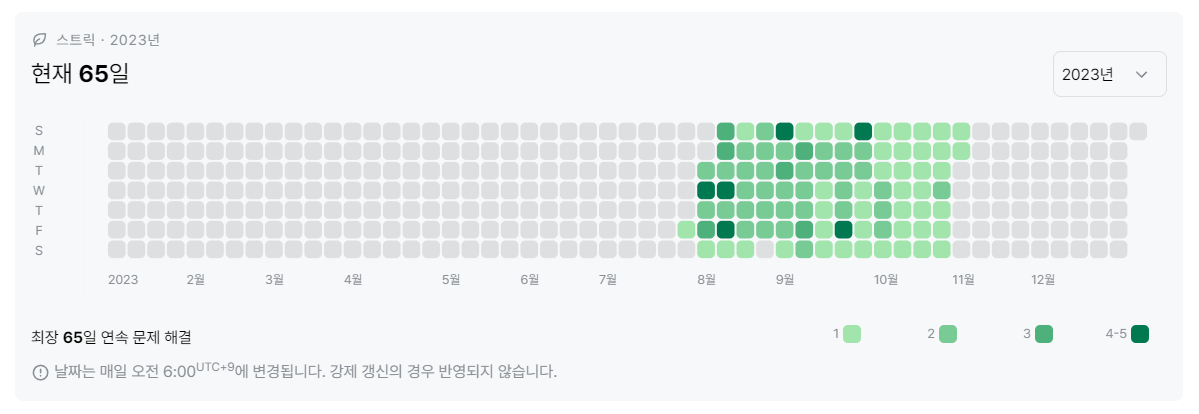 스트릭 · 2023년
현재 65일
2023년
S
M
T
W
T
F
S
2023 2월 3월 4월 5월 6월 7월 8월 9월 10월 11월 12월
최장 65일 연속 문제 해결
1 2 3 4-5
날짜는 매일 오전 6:00UTC+9에 변경됩니다. 강제 갱신의 경우 반영되지 않습니다.